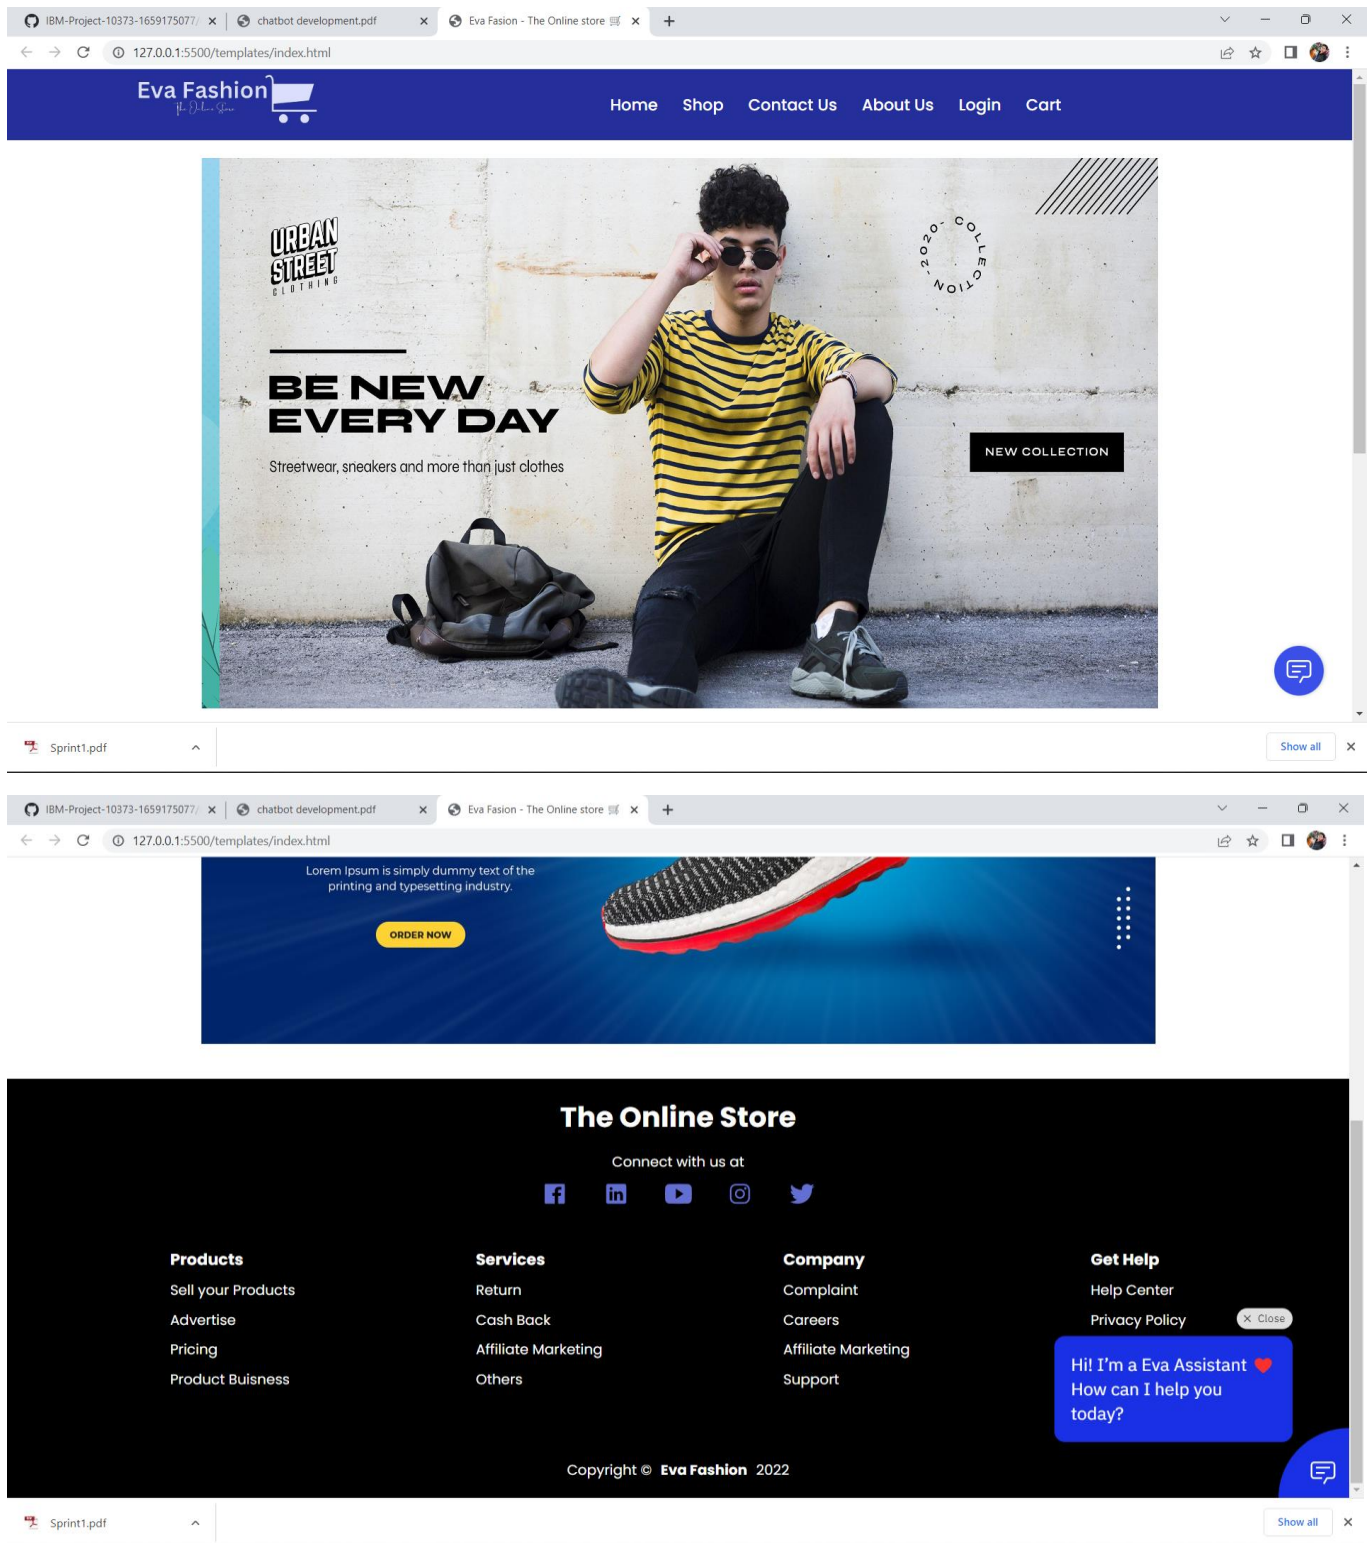 IBM-Project-10373-1659175077/
chatbot development.pdf
Eva Fasion - The Online store
127.0.0.1:5500/templates/index.html
Eva Fashion
The Online Store
Home Shop Contact Us About Us Login Cart
URBAN
STREET
CLOTHING
-2020- COLLECTION
BE NEW
EVERY DAY
Streetwear, sneakers and more than just clothes
NEW COLLECTION
Sprint1.pdf
Show all
IBM-Project-10373-1659175077/
chatbot development.pdf
Eva Fasion - The Online store
127.0.0.1:5500/templates/index.html
Lorem Ipsum is simply dummy text of the
printing and typesetting industry.
ORDER NOW
The Online Store
Connect with us at
Products Services Company Get Help
Sell your Products Return Complaint Help Center
Advertise Cash Back Careers Privacy Policy
Close
Pricing Affiliate Marketing Affiliate Marketing
Product Buisness Others Support
Hi! I'm a Eva Assistant ❤
How can I help you
today?
Copyright © Eva Fashion 2022
Sprint1.pdf
Show all